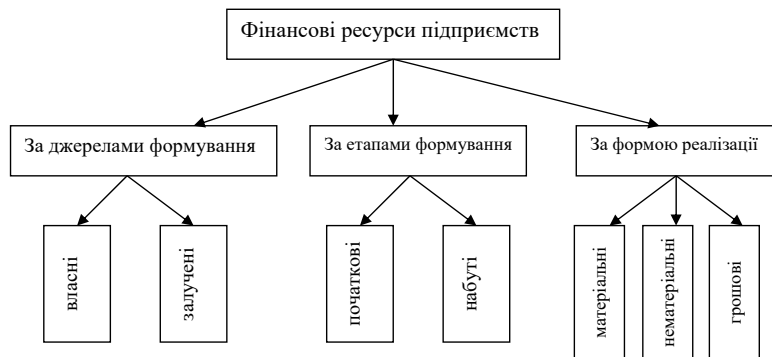 Фінансові ресурси підприємств
За джерелами формування
За етапами формування
За формою реалізації
власні
залучені
початкові
набуті
матеріальні
нематеріальні
грошові